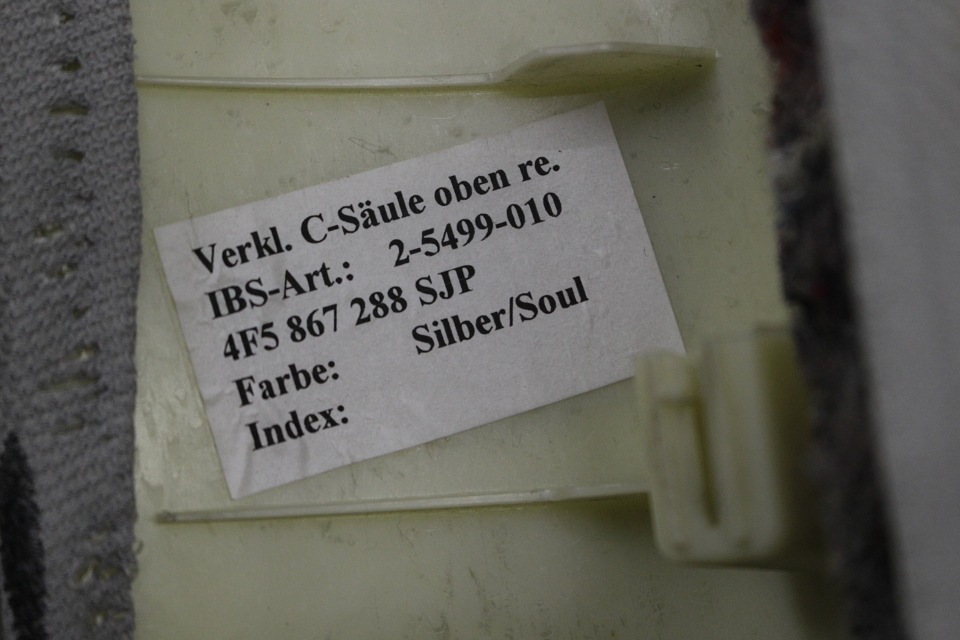 Verkl. C-Säule oben re.
IBS-Art.: 2-5499-010
4F5 867 288 SJP
Farbe: Silber/Soul
Index: